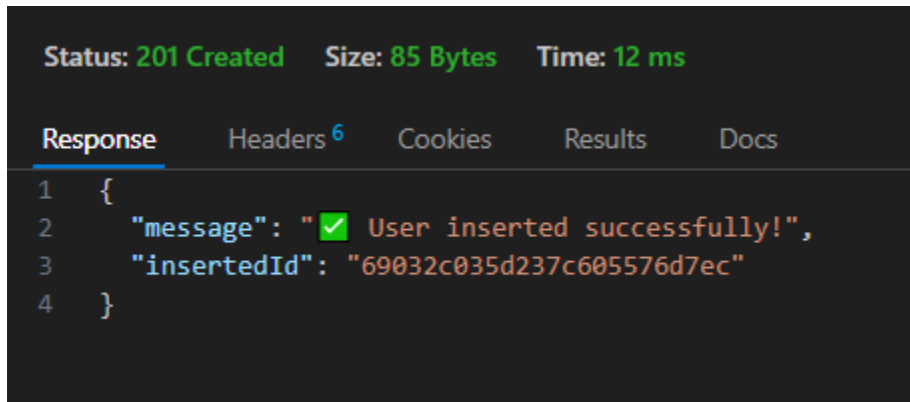 Status: 201 Created Size: 85 Bytes Time: 12 ms
Response Headers 6 Cookies Results Docs
1 {
2 "message": "✅ User inserted successfully!",
3 "insertedId": "69032c035d237c605576d7ec"
4 }